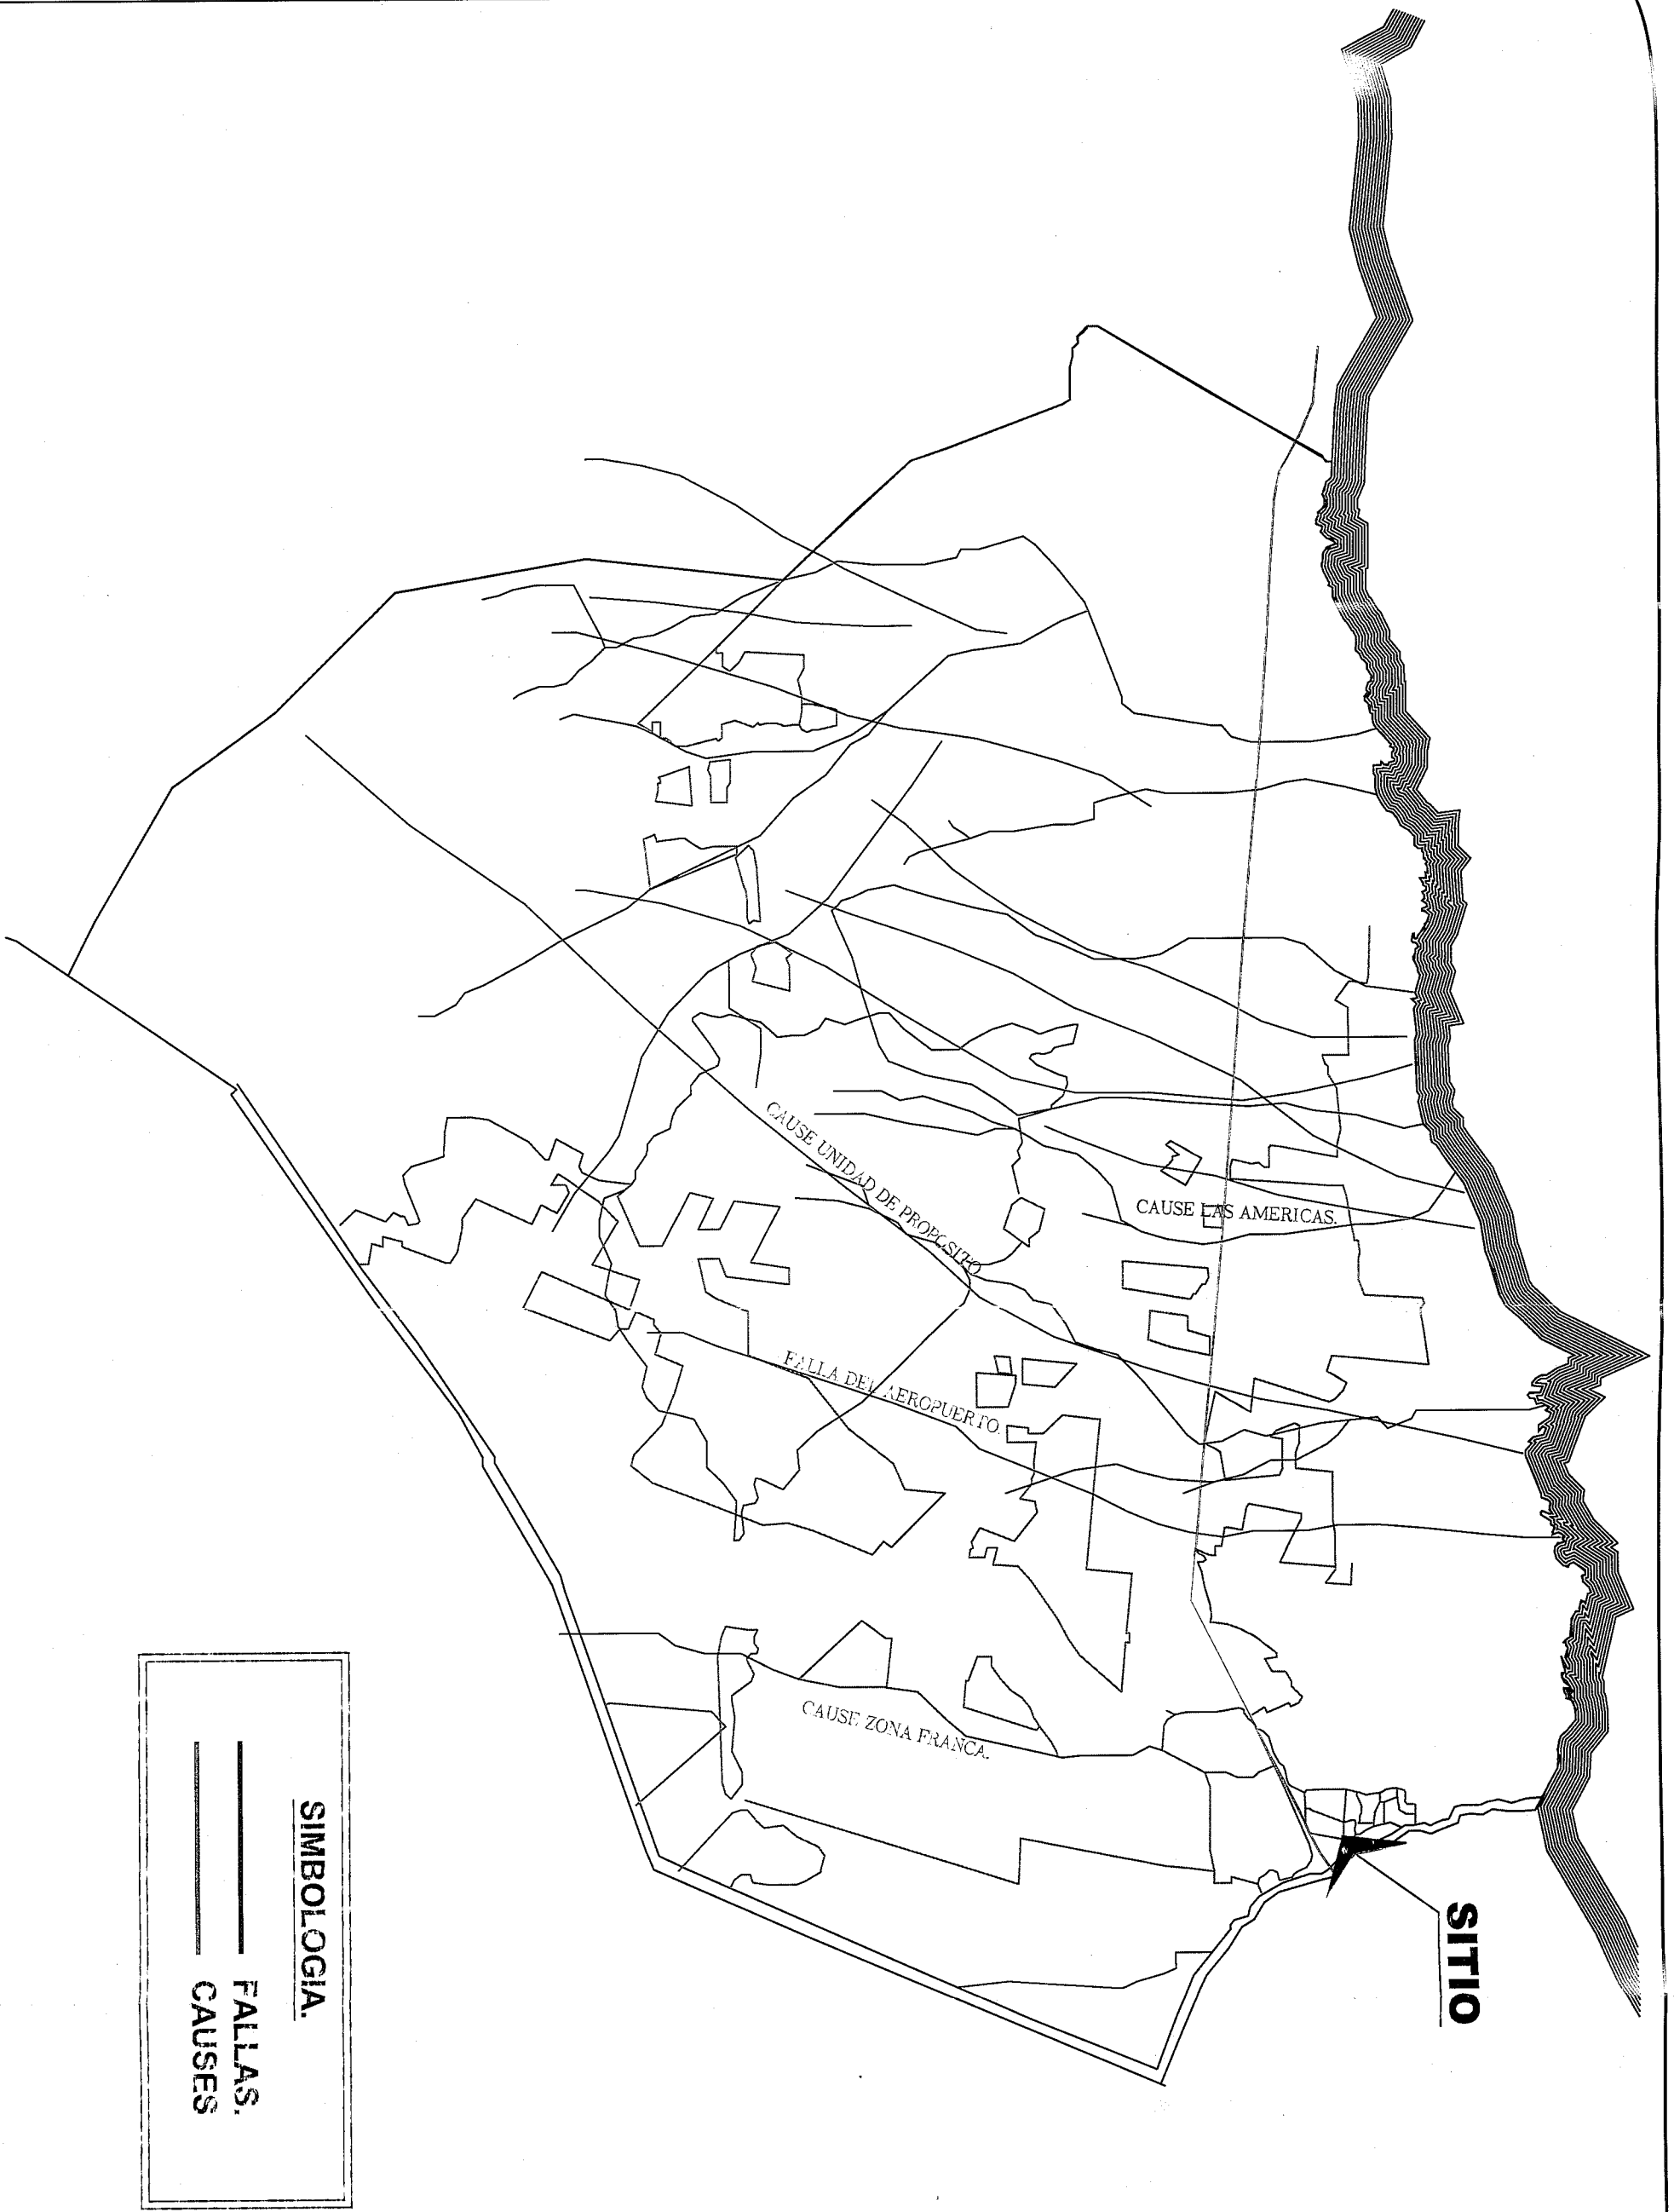 CAUSE LAS AMERICAS.
CAUSE UNIDAD DE PROPOSITO
FALLA DEL AEROPUERTO.
CAUSE ZONA FRANCA.
SITIO
SIMBOLOGIA.
FALLAS.
CAUSES